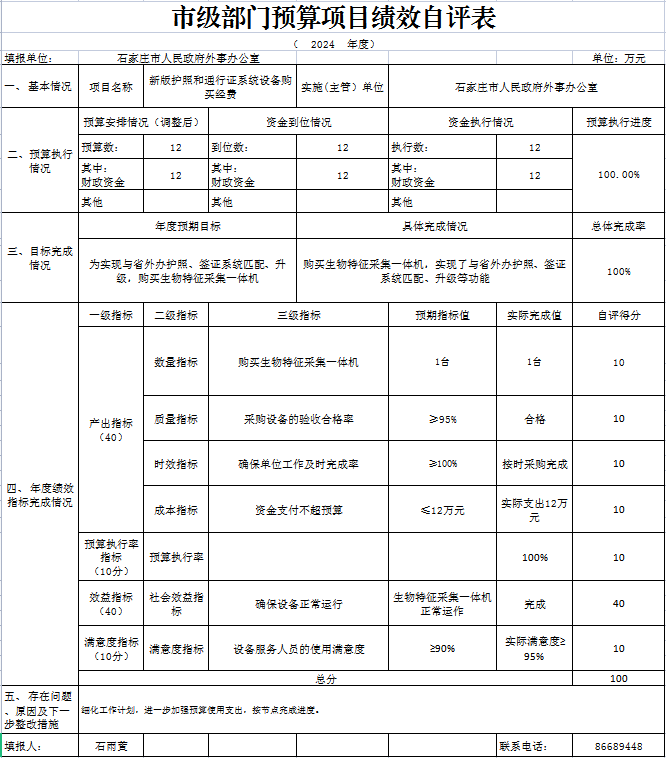 市级部门预算项目绩效自评表
（ 2024 年度）
填报单位： 石家庄市人民政府外事办公室 单位：万元
一、基本情况 项目名称 新版护照和通行证系统设备购买经费 实施(主管）单位 石家庄市人民政府外事办公室
二、预算执行情况 预算安排情况（调整后） 资金到位情况 资金执行情况 预算执行进度
预算数： 12 到位数： 12 执行数： 12 100.00%
其中：财政资金 12 其中：财政资金 12 其中：财政资金 12
其他 其他 其他
三、目标完成情况 年度预期目标 具体完成情况 总体完成率
为实现与省外办护照、签证系统匹配、升级，购买生物特征采集一体机 购买生物特征采集一体机，实现了与省外办护照、签证系统匹配、升级等功能 100%
四、年度绩效指标完成情况 一级指标 二级指标 三级指标 预期指标值 实际完成值 自评得分
产出指标（40） 数量指标 购买生物特征采集一体机 1台 1台 10
质量指标 采购设备的验收合格率 ≥95% 合格 10
时效指标 确保单位工作及时完成率 ≥100% 按时采购完成 10
成本指标 资金支付不超预算 ≤12万元 实际支出12万元 10
预算执行率指标（10分） 预算执行率 100% 10
效益指标（40） 社会效益指标 确保设备正常运行 生物特征采集一体机正常运作 完成 40
满意度指标（10分） 满意度指标 设备服务人员的使用满意度 ≥90% 实际满意度≥95% 10
总分 100
五、存在问题、原因及下一步整改措施 细化工作计划，进一步加强预算使用支出，按节点完成进度。
填报人： 石雨萱 联系电话： 86689448